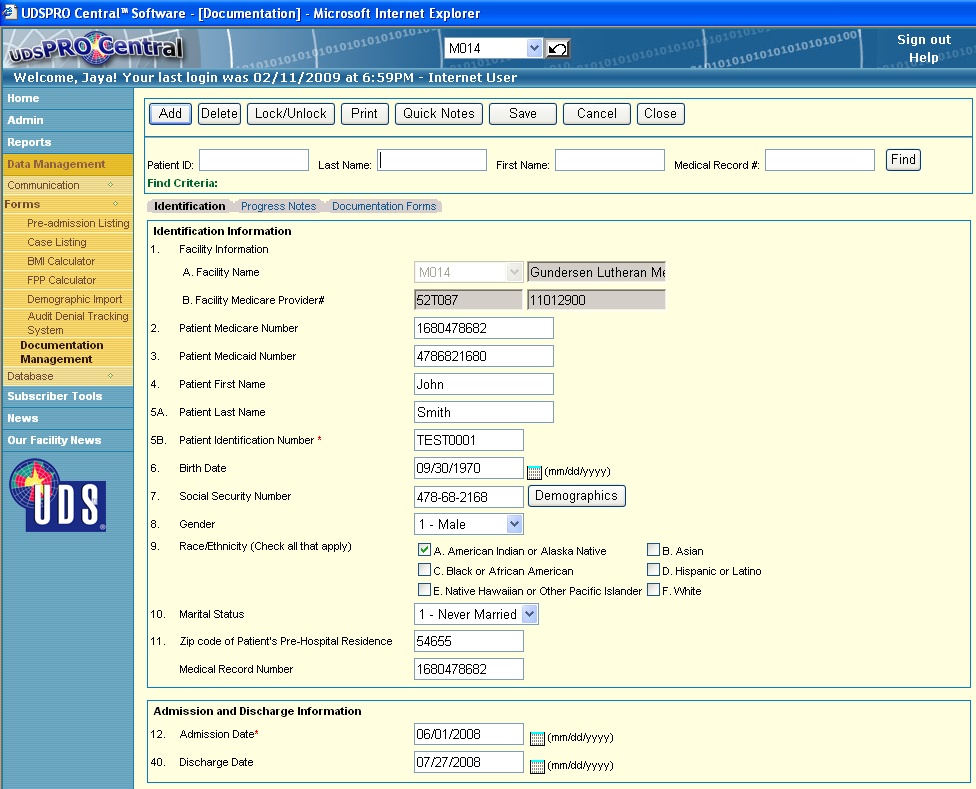 UDSPRO Central™ Software - [Documentation] - Microsoft Internet Explorer
UDSPRO Central
M014
Sign out
Help
Welcome, Jaya! Your last login was 02/11/2009 at 6:59PM - Internet User
Home
Admin
Reports
Data Management
Communication
Forms
Pre-admission Listing
Case Listing
BMI Calculator
FPP Calculator
Demographic Import
Audit Denial Tracking
System
Documentation
Management
Database
Subscriber Tools
News
Our Facility News
UDS®
Add Delete Lock/Unlock Print Quick Notes Save Cancel Close
Patient ID: Last Name: First Name: Medical Record #: Find
Find Criteria:
Identification Progress Notes Documentation Forms
Identification Information
1. Facility Information
A. Facility Name M014 Gundersen Lutheran Me
B. Facility Medicare Provider# 52T087 11012900
2. Patient Medicare Number 1680478682
3. Patient Medicaid Number 4786821680
4. Patient First Name John
5A. Patient Last Name Smith
5B. Patient Identification Number * TEST0001
6. Birth Date 09/30/1970 (mm/dd/yyyy)
7. Social Security Number 478-68-2168 Demographics
8. Gender 1 - Male
9. Race/Ethnicity (Check all that apply)
A. American Indian or Alaska Native B. Asian
C. Black or African American D. Hispanic or Latino
E. Native Hawaiian or Other Pacific Islander F. White
10. Marital Status 1 - Never Married
11. Zip code of Patient's Pre-Hospital Residence 54655
Medical Record Number 1680478682
Admission and Discharge Information
12. Admission Date* 06/01/2008 (mm/dd/yyyy)
40. Discharge Date 07/27/2008 (mm/dd/yyyy)